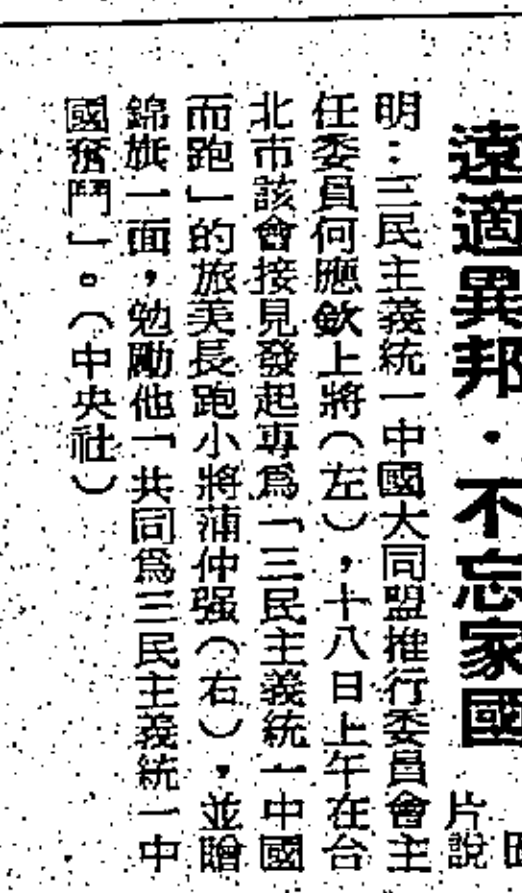 遠適異邦·不忘家國
片說
明：三民主義統一中國大同盟推行委員會主
任委員何應欽上將（左），十八日上午在台
北市該會接見發起專為「三民主義統一中國
而跑」的旅美長跑小將蒲仲强（右），並贈
錦旗一面，勉勵他「共同爲三民主義統一中
國奮鬥」。（中央社）